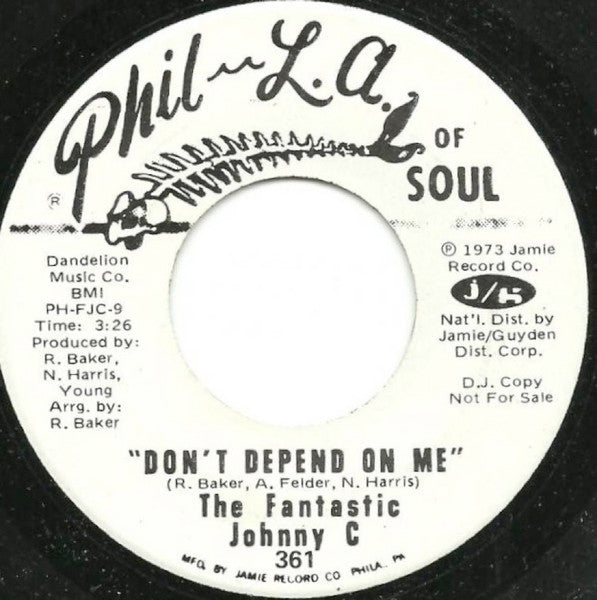 Phil-L.A.
OF
SOUL
®
Dandelion
Music Co.
BMI
PH-FJC-9
Time: 3:26
Produced by:
R. Baker,
N. Harris,
Young
Arrg. by:
R. Baker
℗ 1973 Jamie
Record Co.
j/G
Nat'l. Dist. by
Jamie/Guyden
Dist. Corp.
D.J. Copy
Not For Sale
"DON'T DEPEND ON ME"
(R. Baker, A. Felder, N. Harris)
The Fantastic
Johnny C
361
MFG. BY JAMIE RECORD CO PHILA., PA